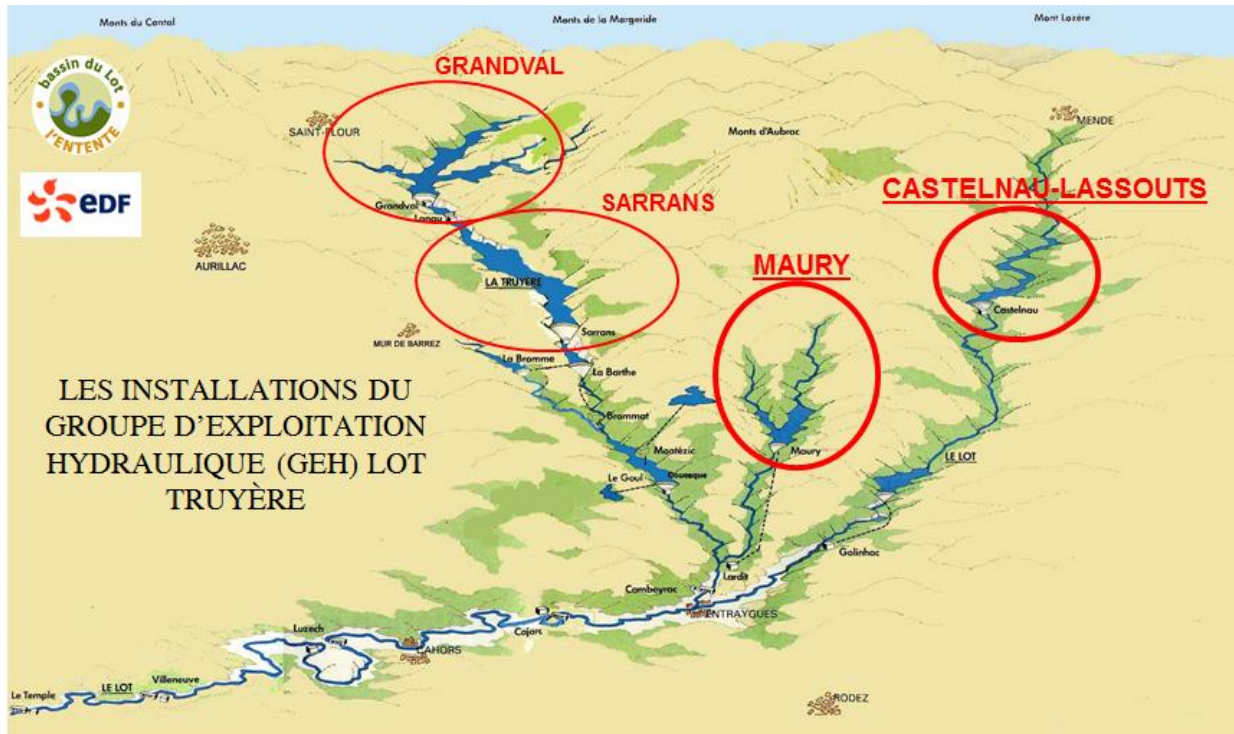 Monts du Cantal
Monts de la Margeride
Mont Lozère
bassin du Lot
l'ENTENTE
GRANDVAL
SAINT-FLOUR
MENDE
Monts d'Aubrac
edf
CASTELNAU-LASSOUTS
Grandval
Lanau
SARRANS
AURILLAC
MAURY
LA TRUYERE
Castelnau
Sarrans
MUR DE BARREZ
La Bromme
La Barthe
LES INSTALLATIONS DU
GROUPE D'EXPLOITATION
HYDRAULIQUE (GEH) LOT
TRUYÈRE
Brommat
Montézic
Maury
LE LOT
Le Goul
Couesque
Golinhac
Lardit
Cambeyrac
ENTRAYGUES
Luzech
Cajarc
CAHORS
Villeneuve
LE LOT
Le Temple
RODEZ